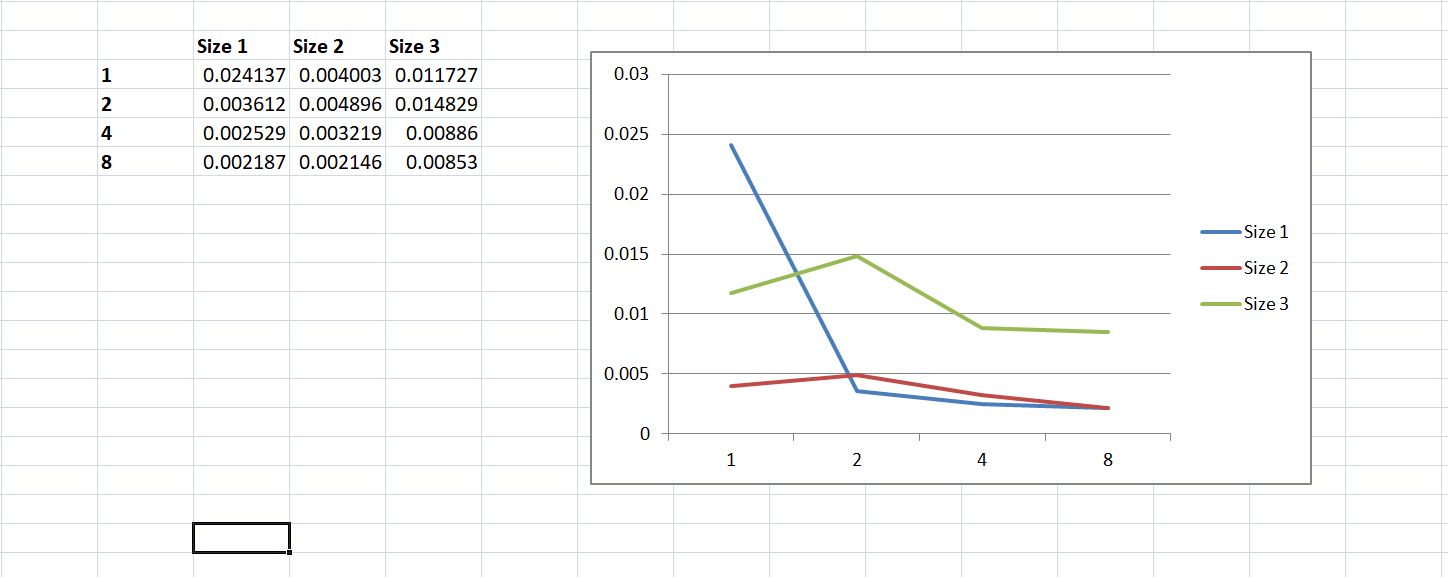 Size 1 Size 2 Size 3
1 0.024137 0.004003 0.011727
2 0.003612 0.004896 0.014829
4 0.002529 0.003219 0.00886
8 0.002187 0.002146 0.00853
0.03
0.025
0.02
0.015
0.01
0.005
0
1 2 4 8
Size 1
Size 2
Size 3